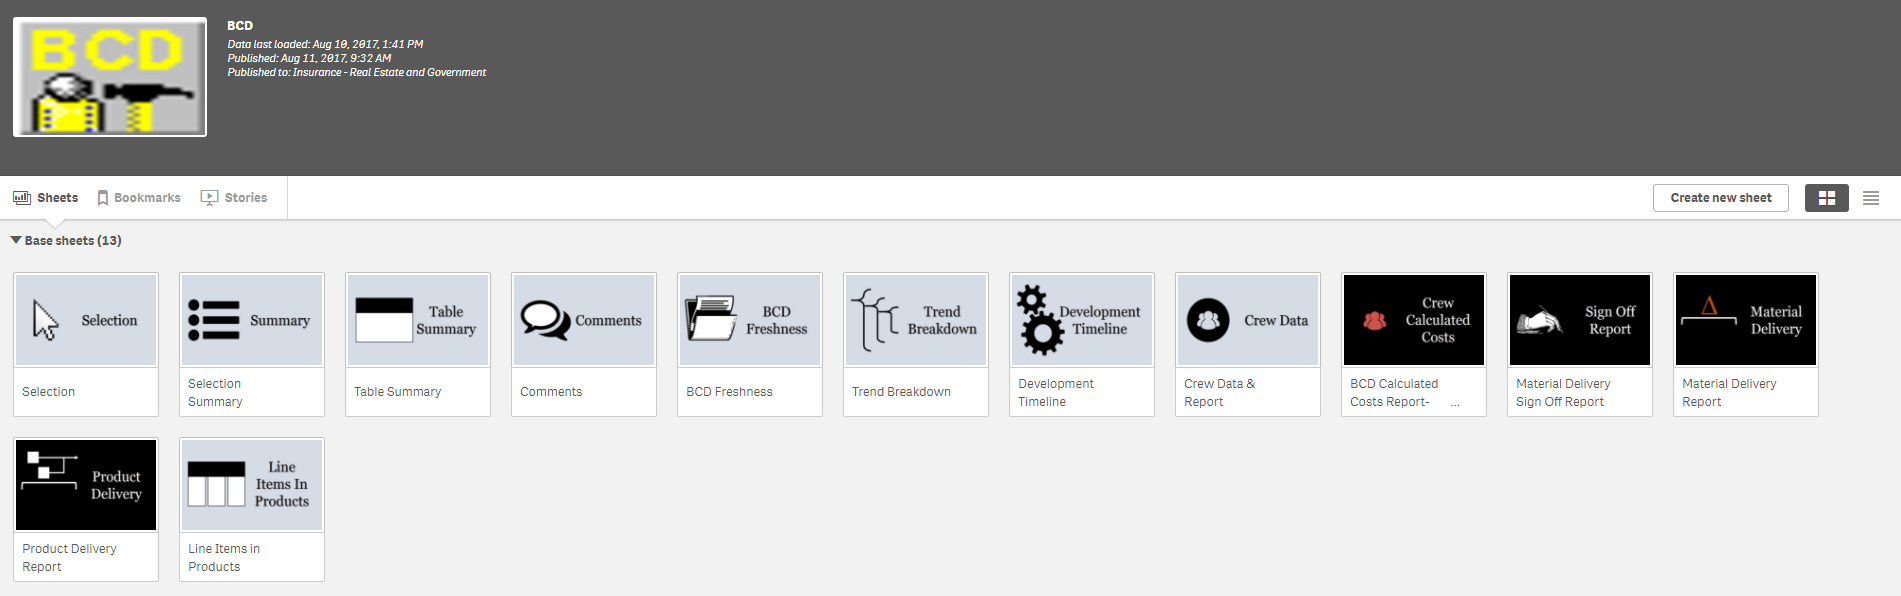 BCD
BCD
Data last loaded: Aug 10, 2017, 1:41 PM
Published: Aug 11, 2017, 9:32 AM
Published to: Insurance - Real Estate and Government
Sheets
Bookmarks
Stories
Create new sheet
Base sheets (13)
Selection
Selection
Summary
Selection
Summary
Table
Summary
Table Summary
Comments
Comments
BCD
Freshness
BCD Freshness
Trend
Breakdown
Trend Breakdown
Development
Timeline
Development
Timeline
Crew Data
Crew Data &
Report
Crew
Calculated
Costs
BCD Calculated
Costs Report- ...
Sign Off
Report
Material Delivery
Sign Off Report
Material
Delivery
Material Delivery
Report
Product
Delivery
Product Delivery
Report
Line
Items In
Products
Line Items in
Products